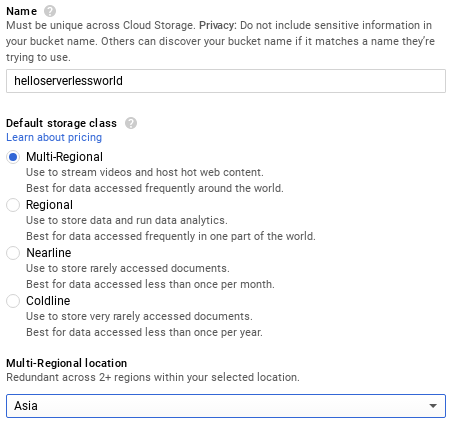 Name ?
Must be unique across Cloud Storage. Privacy: Do not include sensitive information in
your bucket name. Others can discover your bucket name if it matches a name they're
trying to use.
helloserverlessworld
Default storage class ?
Learn about pricing
Multi-Regional
Use to stream videos and host hot web content.
Best for data accessed frequently around the world.
Regional
Use to store data and run data analytics.
Best for data accessed frequently in one part of the world.
Nearline
Use to store rarely accessed documents.
Best for data accessed less than once per month.
Coldline
Use to store very rarely accessed documents.
Best for data accessed less than once per year.
Multi-Regional location
Redundant across 2+ regions within your selected location.
Asia